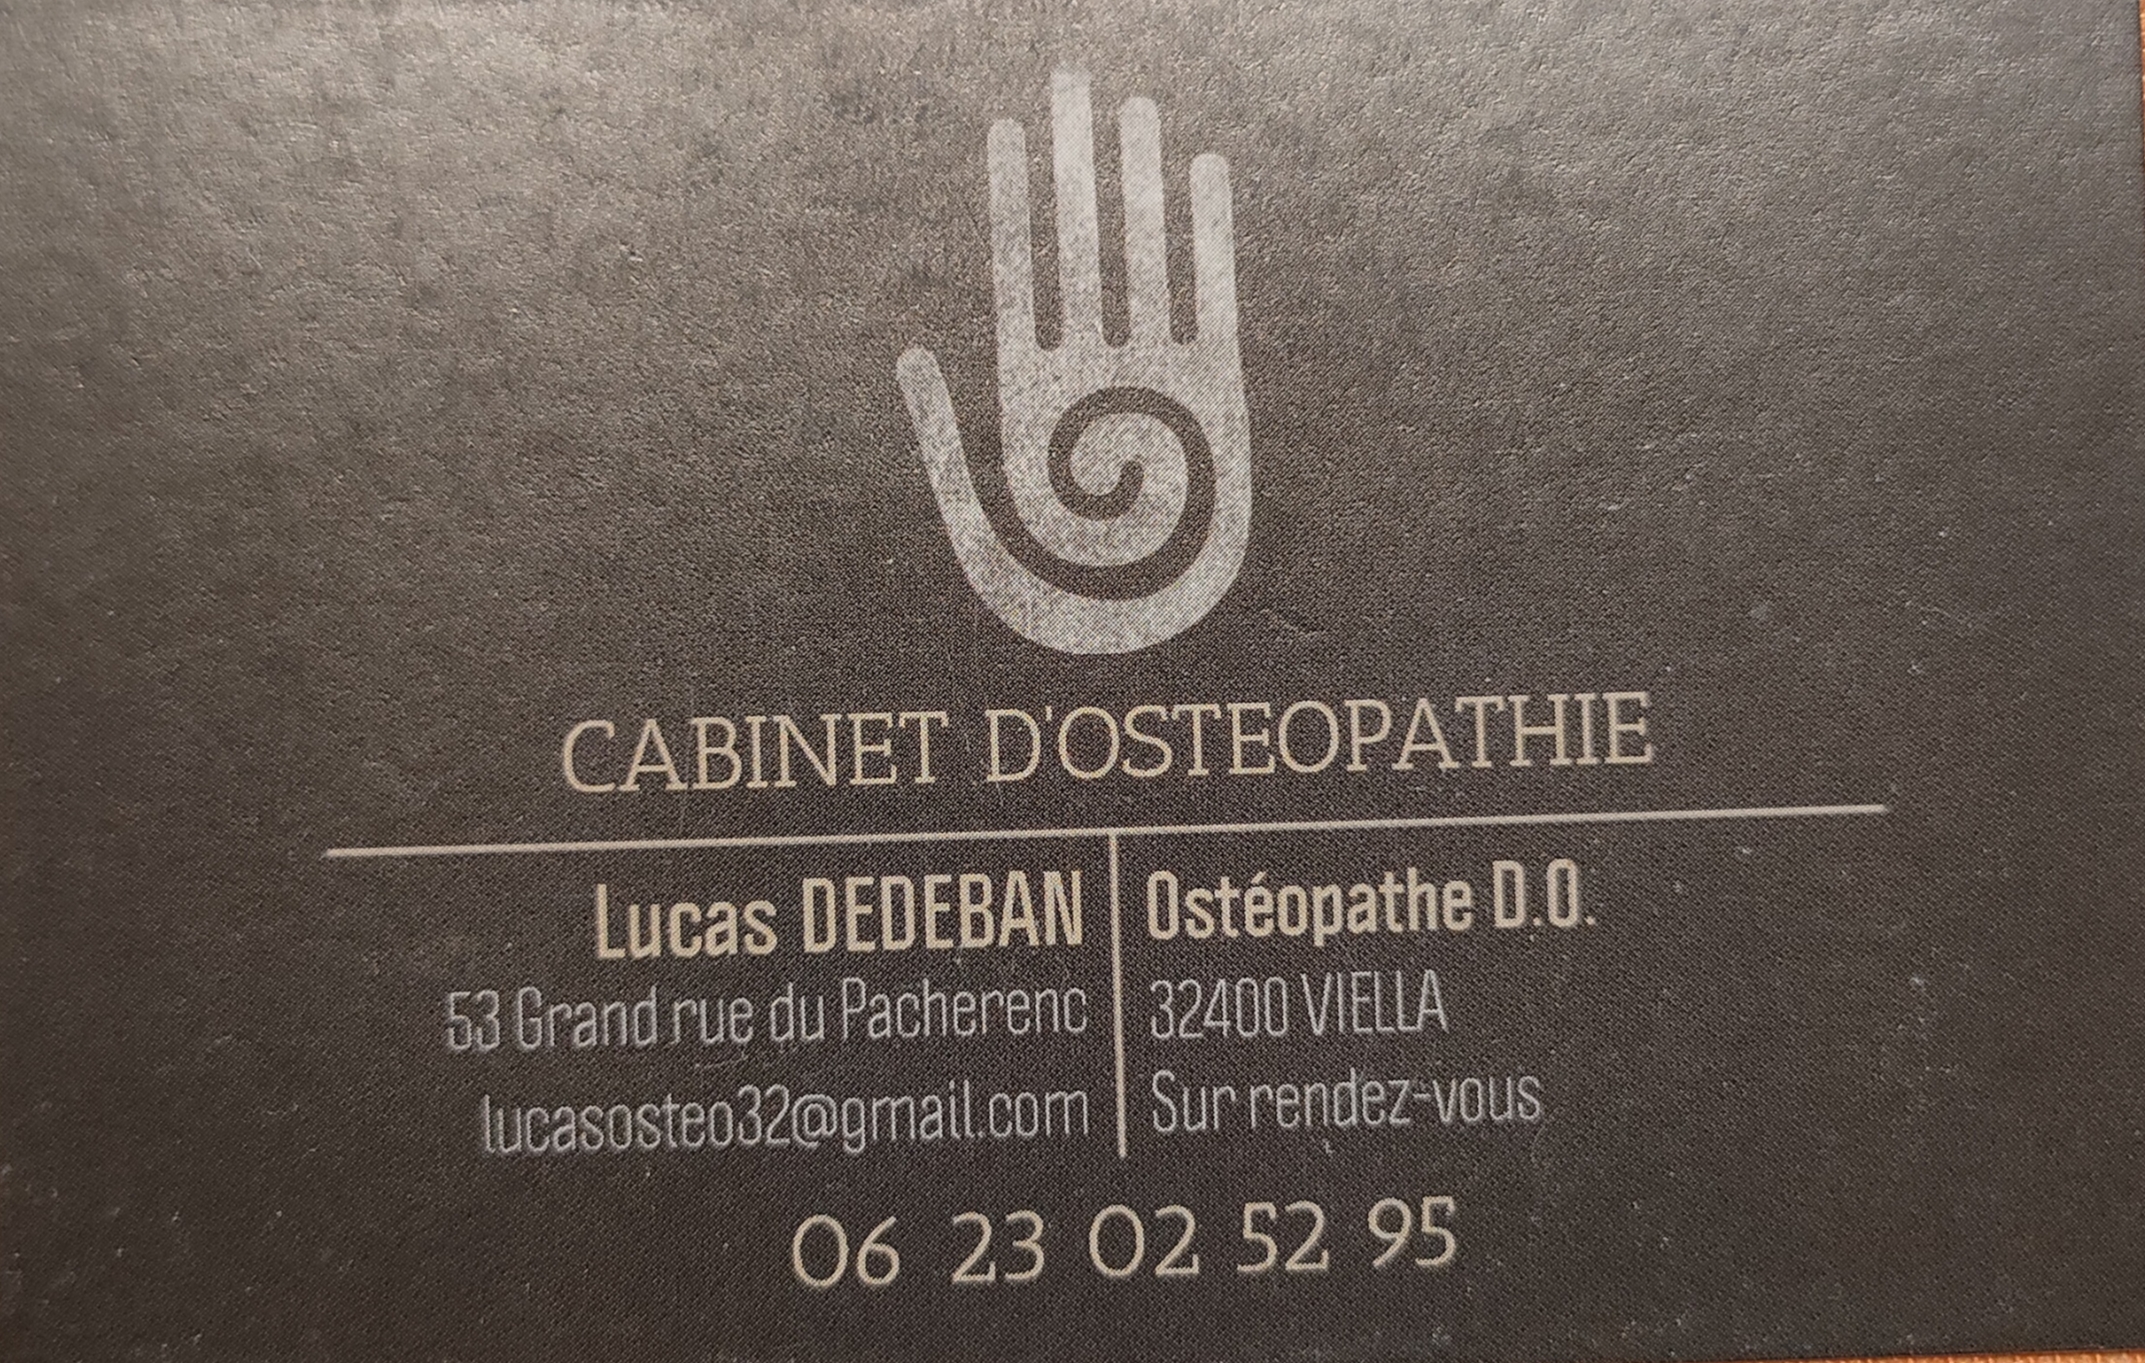 CABINET D'OSTEOPATHIE
Lucas DEDEBAN
53 Grand rue du Pacherenc
lucasosteo32@gmail.com
Ostéopathe D.O.
32400 VIELLA
Sur rendez-vous
06 23 02 52 95